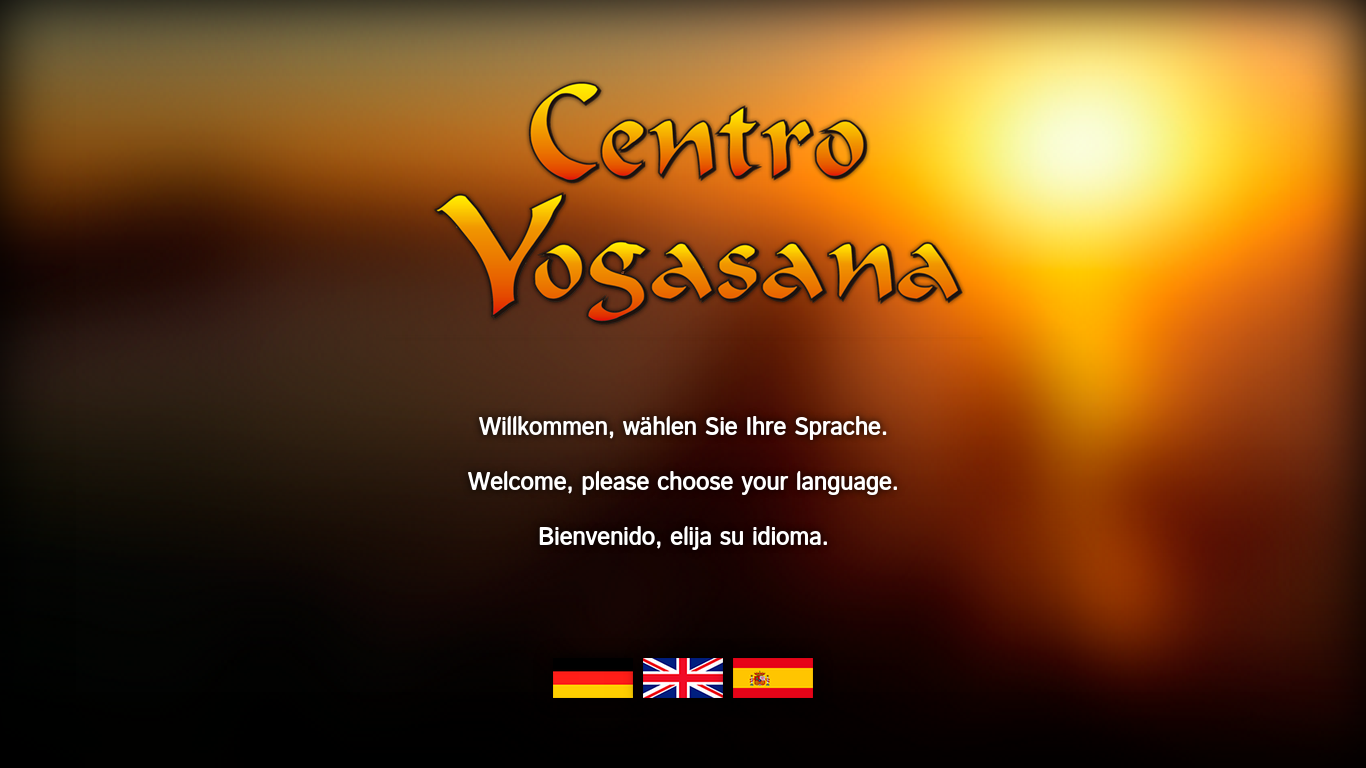 Centro
Yogasana
Willkommen, wählen Sie Ihre Sprache.
Welcome, please choose your language.
Bienvenido, elija su idioma.